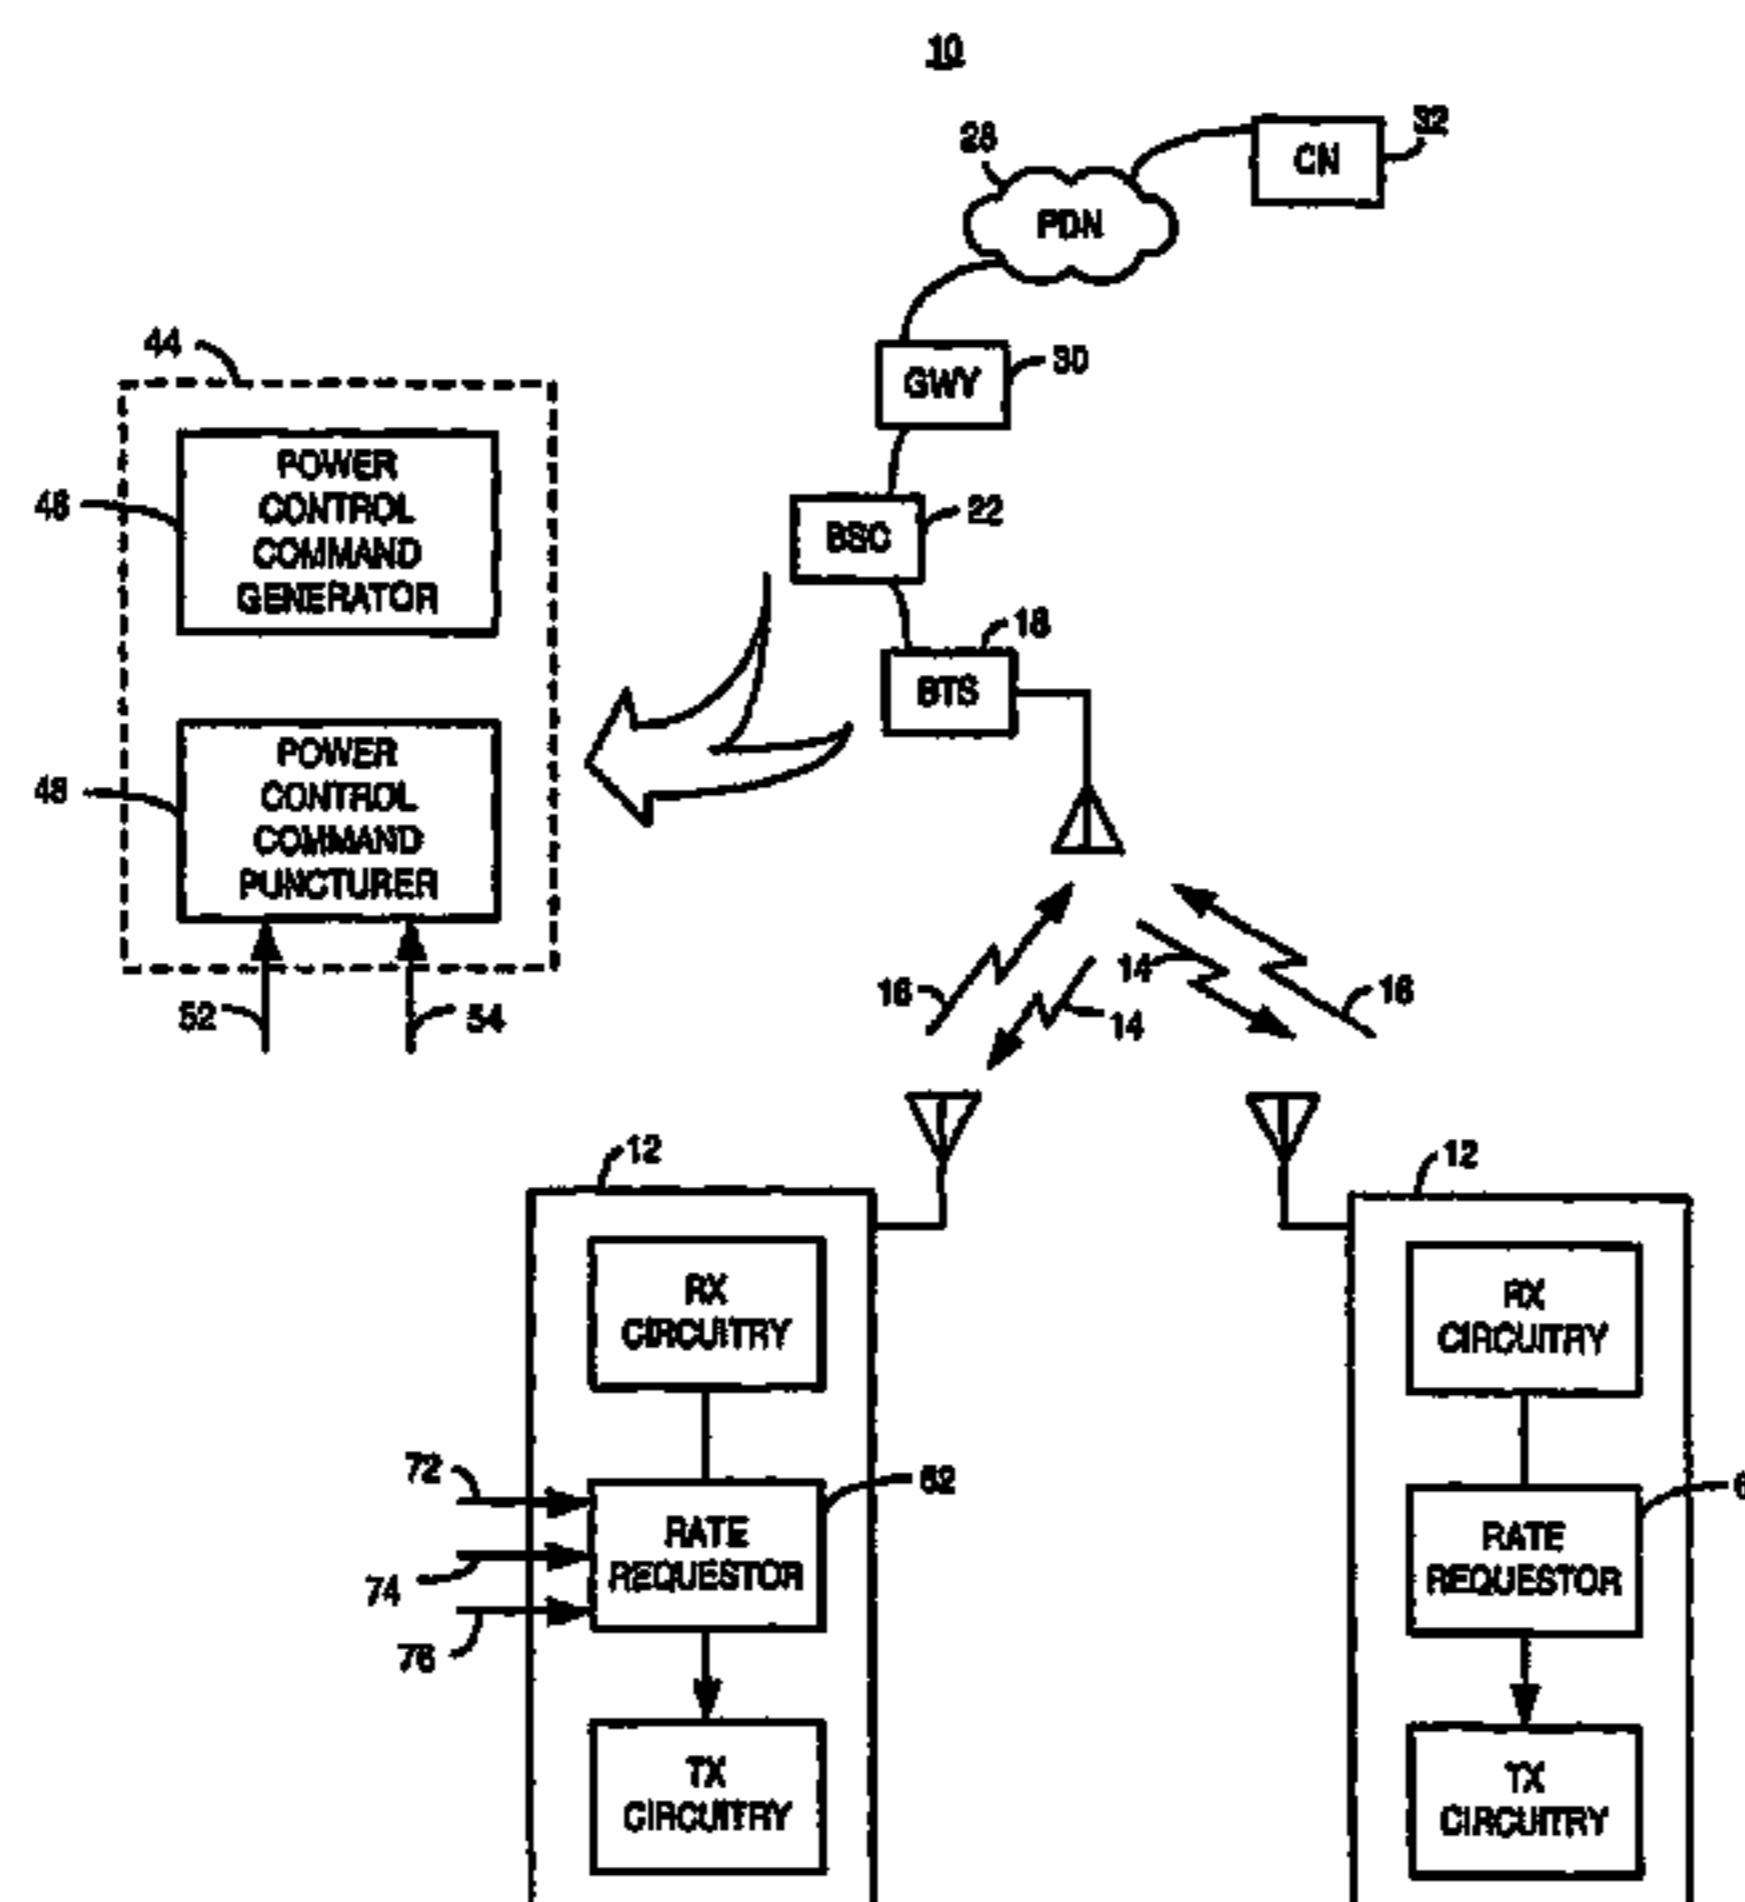 10
28
CN
32
PDN
44
GWY
30
POWER
CONTROL
COMMAND
GENERATOR
46
BSC
22
18
BTS
POWER
CONTROL
COMMAND
PUNCTURER
48
16
14
14
16
52
54
12
12
RX
CIRCUITRY
RX
CIRCUITRY
72
74
76
RATE
REQUESTOR
62
RATE
REQUESTOR
TX
CIRCUITRY
TX
CIRCUITRY